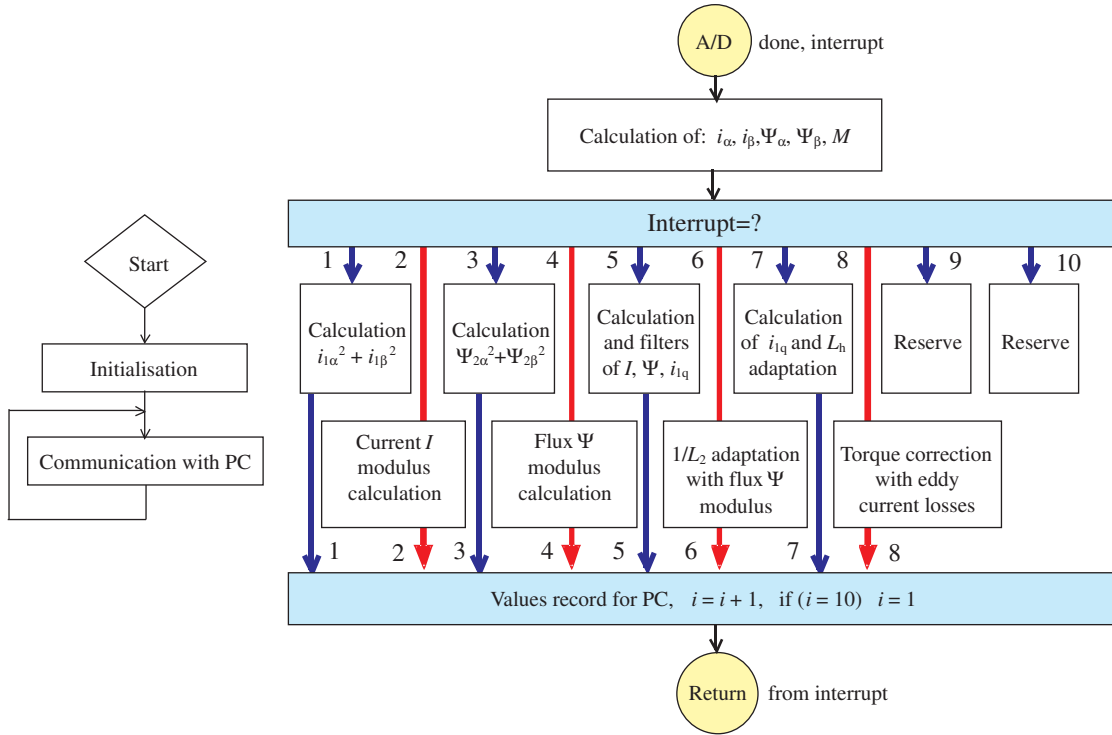 A/D
done, interrupt
Calculation of: iα, iβ,Ψα, Ψβ, M
Interrupt=?
1 2 3 4 5 6 7 8 9 10
Start
Initialisation
Communication with PC
Calculation
i1α² + i1β²
Calculation
Ψ2α²+Ψ2β²
Calculation
and filters
of I, Ψ, i1q
Calculation
of i1q and Lh
adaptation
Reserve
Reserve
Current I
modulus
calculation
Flux Ψ
modulus
calculation
1/L2 adaptation
with flux Ψ
modulus
Torque correction
with eddy
current losses
1 2 3 4 5 6 7 8
Values record for PC, i = i + 1, if (i = 10) i = 1
Return
from interrupt